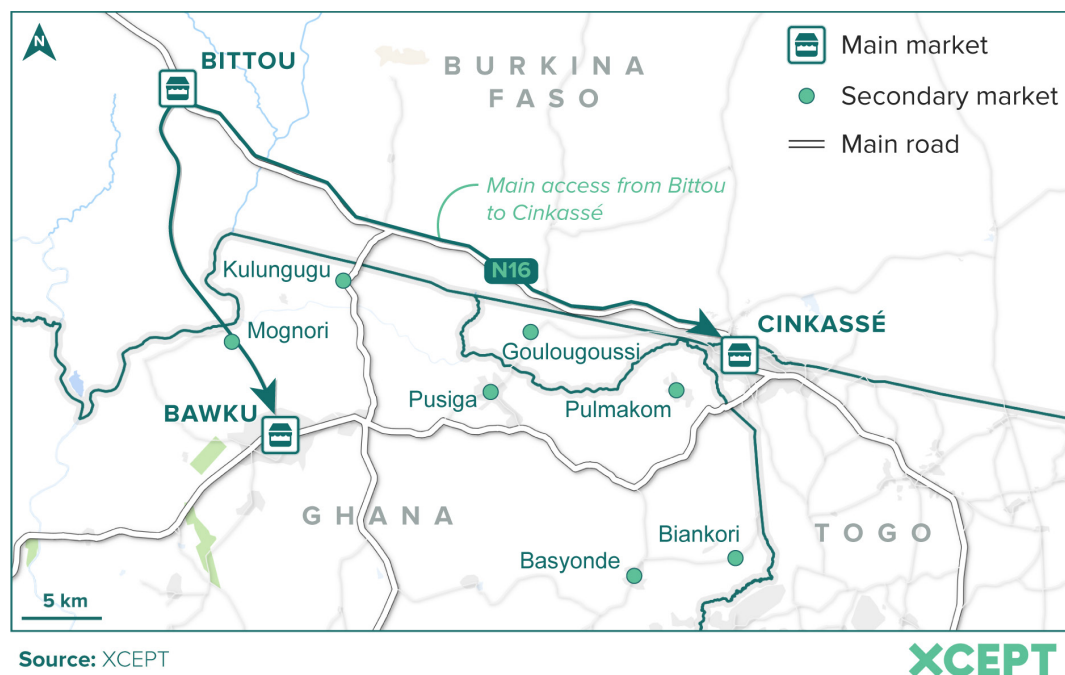 N
BITTOU
BURKINA
FASO
Main market
Secondary market
Main road
Main access from Bittou
to Cinkassé
N16
Kulungugu
Mognori
CINKASSÉ
Goulougoussi
Pusiga
Pulmakom
BAWKU
GHANA
TOGO
Biankori
Basyonde
5 km
Source: XCEPT
XCEPT